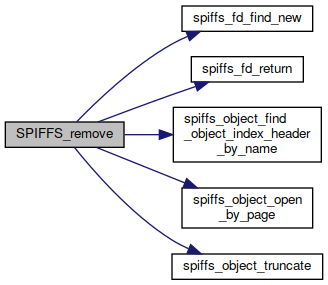 spiffs_fd_find_new
spiffs_fd_return
SPIFFS_remove
spiffs_object_find
_object_index_header
_by_name
spiffs_object_open
_by_page
spiffs_object_truncate